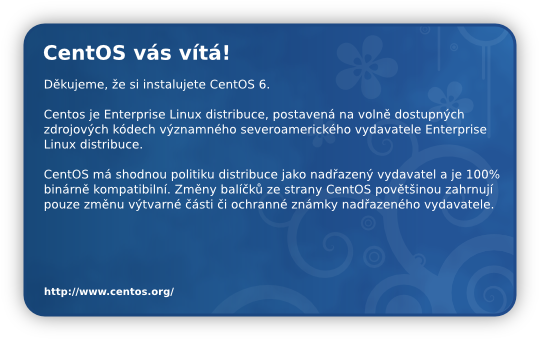 CentOS vás vítá!
Děkujeme, že si instalujete CentOS 6.
Centos je Enterprise Linux distribuce, postavená na volně dostupných
zdrojových kódech významného severoamerického vydavatele Enterprise
Linux distribuce.
CentOS má shodnou politiku distribuce jako nadřazený vydavatel a je 100%
binárně kompatibilní. Změny balíčků ze strany CentOS povětšinou zahrnují
pouze změnu výtvarné části či ochranné známky nadřazeného vydavatele.
http://www.centos.org/